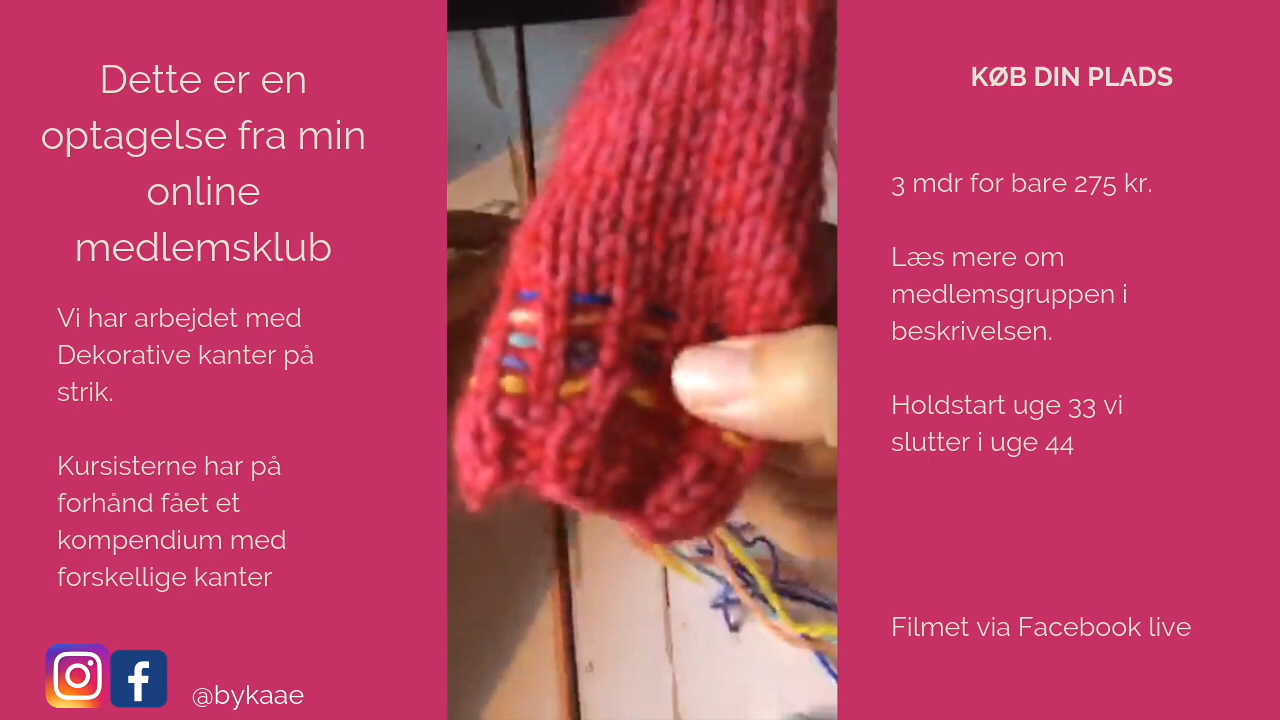 Dette er en
optagelse fra min
online
medlemsklub
Vi har arbejdet med
Dekorative kanter på
strik.
Kursisterne har på
forhånd fået et
kompendium med
forskellige kanter
@bykaae
KØB DIN PLADS
3 mdr for bare 275 kr.
Læs mere om
medlemsgruppen i
beskrivelsen.
Holdstart uge 33 vi
slutter i uge 44
Filmet via Facebook live